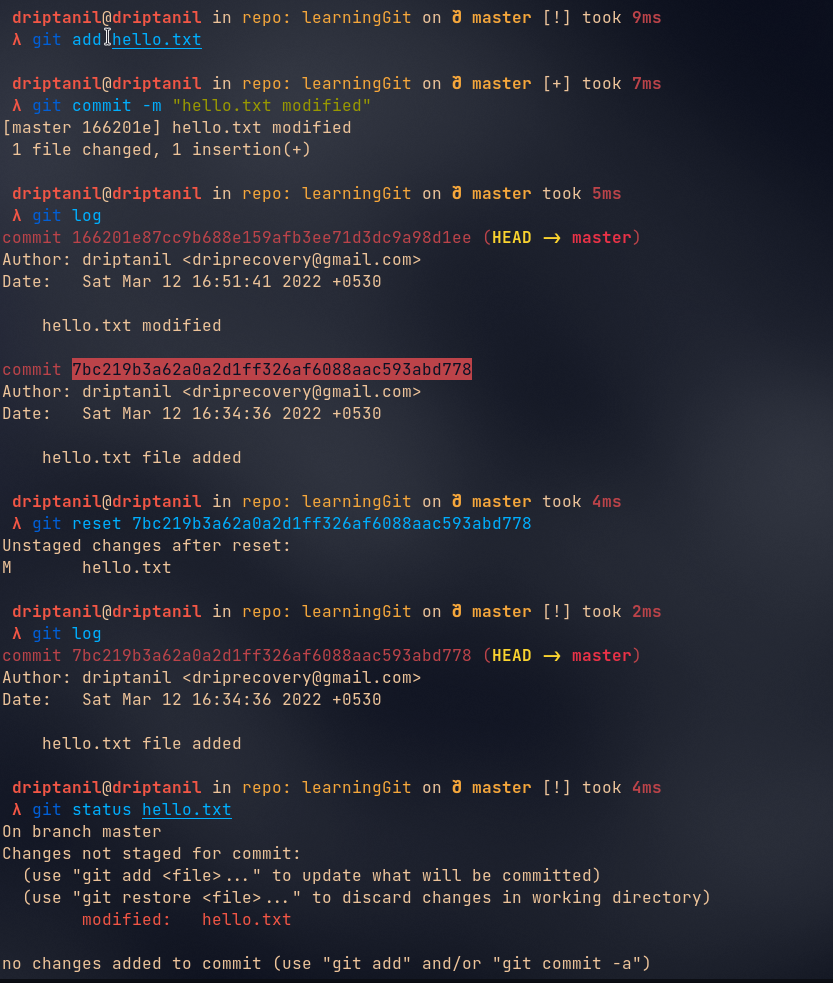 driptanil@driptanil in repo: learningGit on ∂ master [!] took 9ms
λ git add hello.txt
driptanil@driptanil in repo: learningGit on ∂ master [+] took 7ms
λ git commit -m "hello.txt modified"
[master 166201e] hello.txt modified
1 file changed, 1 insertion(+)
driptanil@driptanil in repo: learningGit on ∂ master took 5ms
λ git log
commit 166201e87cc9b688e159afb3ee71d3dc9a98d1ee (HEAD -> master)
Author: driptanil <driprecovery@gmail.com>
Date:   Sat Mar 12 16:51:41 2022 +0530
hello.txt modified
commit 7bc219b3a62a0a2d1ff326af6088aac593abd778
Author: driptanil <driprecovery@gmail.com>
Date:   Sat Mar 12 16:34:36 2022 +0530
hello.txt file added
driptanil@driptanil in repo: learningGit on ∂ master took 4ms
λ git reset 7bc219b3a62a0a2d1ff326af6088aac593abd778
Unstaged changes after reset:
M       hello.txt
driptanil@driptanil in repo: learningGit on ∂ master [!] took 2ms
λ git log
commit 7bc219b3a62a0a2d1ff326af6088aac593abd778 (HEAD -> master)
Author: driptanil <driprecovery@gmail.com>
Date:   Sat Mar 12 16:34:36 2022 +0530
hello.txt file added
driptanil@driptanil in repo: learningGit on ∂ master [!] took 4ms
λ git status hello.txt
On branch master
Changes not staged for commit:
(use "git add <file>..." to update what will be committed)
(use "git restore <file>..." to discard changes in working directory)
modified:   hello.txt
no changes added to commit (use "git add" and/or "git commit -a")